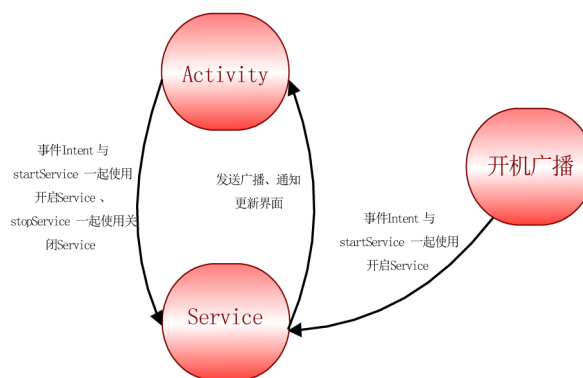 Activity
事件Intent 与
startService 一起使用
开启Service 、
stopService 一起使用关
闭Service
发送广播、通知
更新界面
开机广播
事件Intent 与
startService 一起使用
开启Service
Service